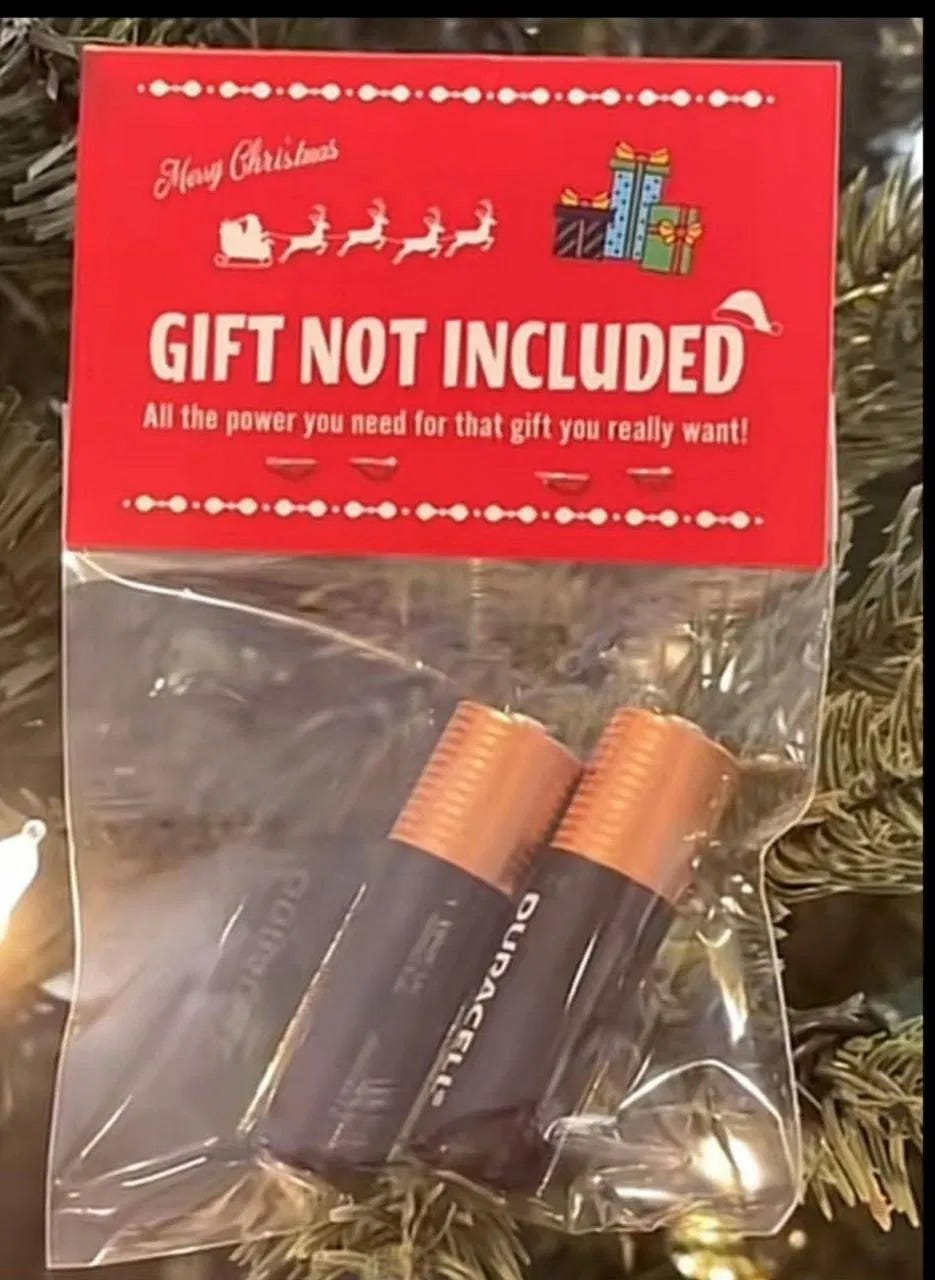 Merry Christmas
GIFT NOT INCLUDED
All the power you need for that gift you really want!
DURACELL®